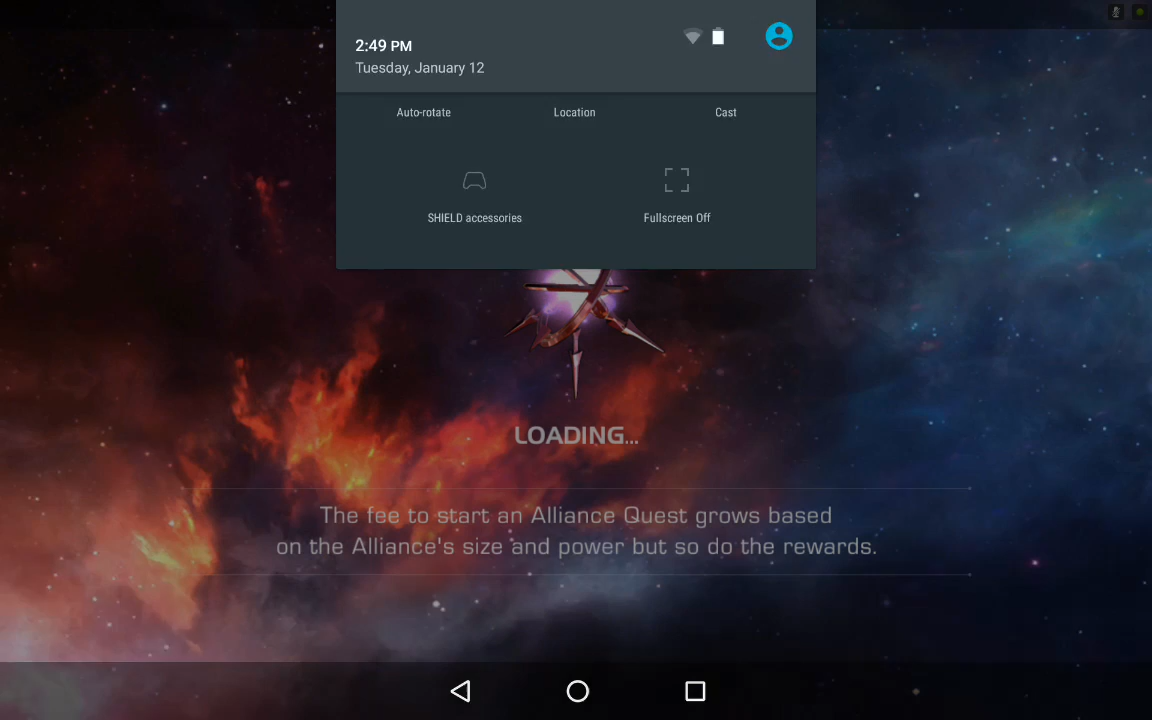 2:49 PM
Tuesday, January 12
Auto-rotate
Location
Cast
SHIELD accessories
Fullscreen Off
LOADING...
The fee to start an Alliance Quest grows based
on the Alliance's size and power but so do the rewards.